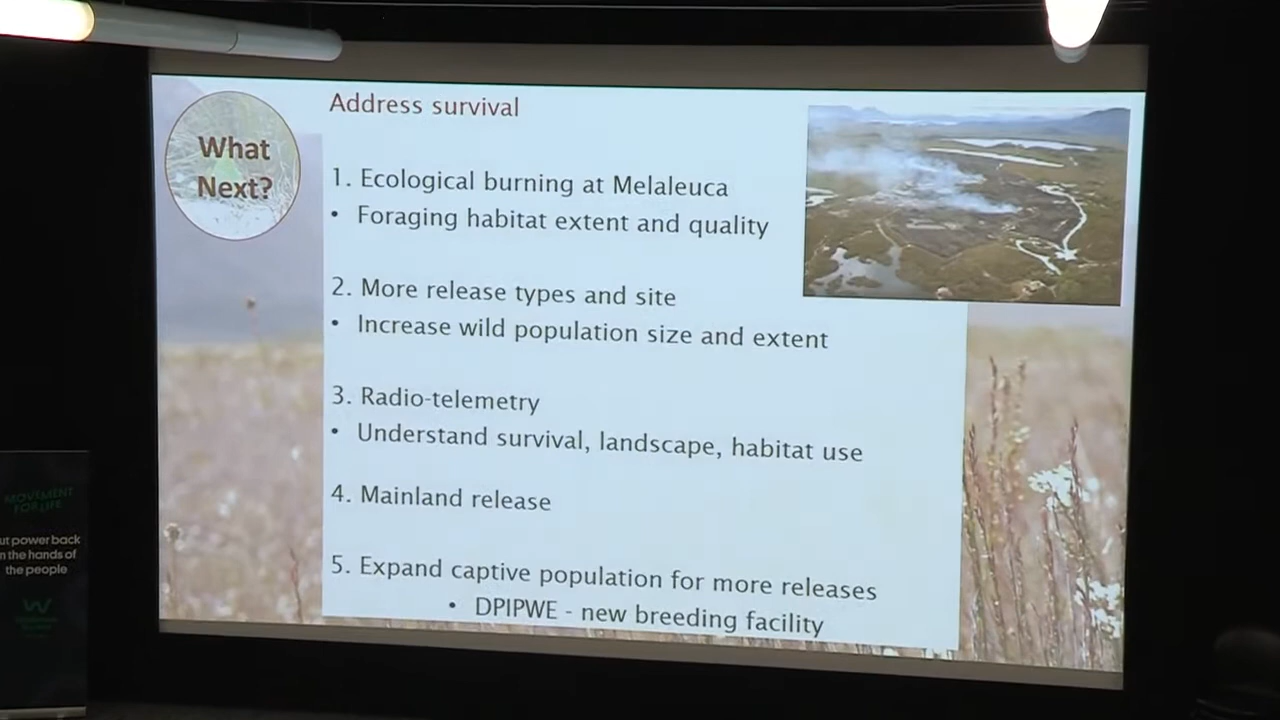 What
Next?
Address survival
1. Ecological burning at Melaleuca
• Foraging habitat extent and quality
2. More release types and site
• Increase wild population size and extent
3. Radio-telemetry
• Understand survival, landscape, habitat use
4. Mainland release
5. Expand captive population for more releases
• DPIPWE - new breeding facility
MOVEMENT
FOR LIFE
ut power back
n the hands of
the people